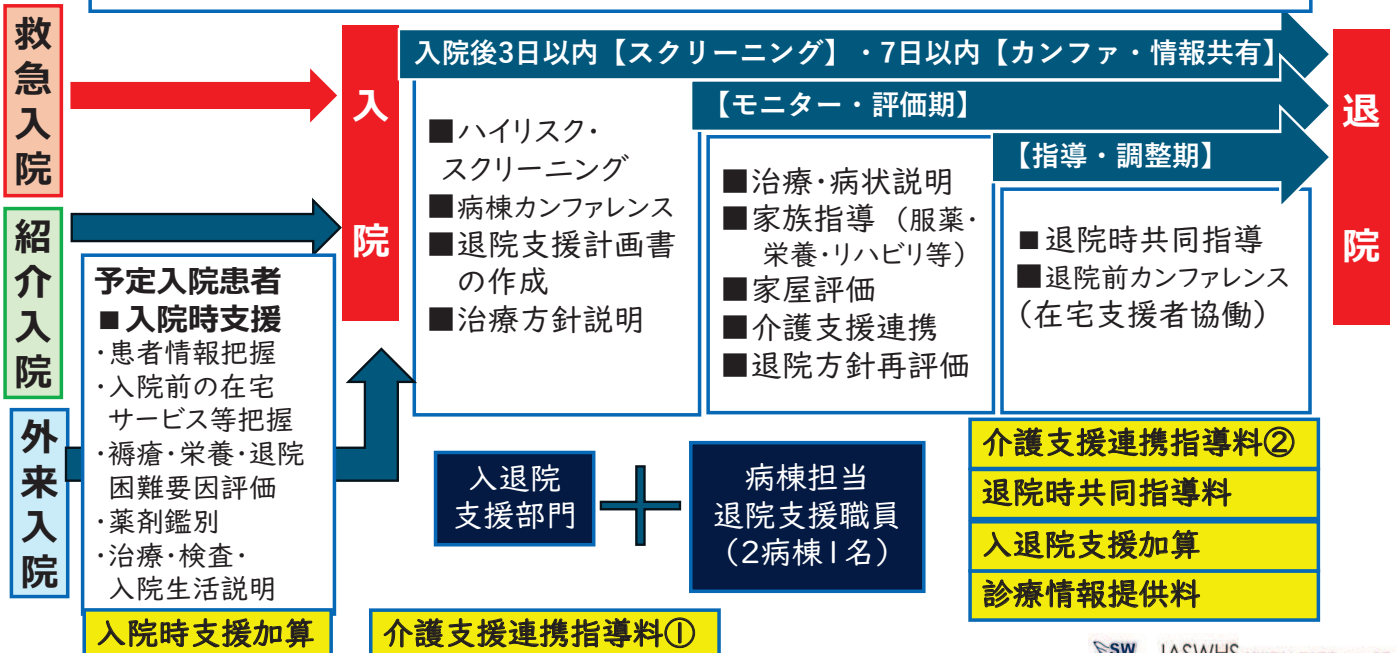 救急入院
紹介入院
外来入院
入院
退院
入院後3日以内【スクリーニング】・7日以内【カンファ・情報共有】
【モニター・評価期】
【指導・調整期】
■ハイリスク・
スクリーニング
■病棟カンファレンス
■退院支援計画書
の作成
■治療方針説明
■治療・病状説明
■家族指導（服薬・
栄養・リハビリ等）
■家屋評価
■介護支援連携
■退院方針再評価
■退院時共同指導
■退院前カンファレンス
（在宅支援者協働）
予定入院患者
■入院時支援
・患者情報把握
・入院前の在宅
サービス等把握
・褥瘡・栄養・退院
困難要因評価
・薬剤鑑別
・治療・検査・
入院生活説明
入院時支援加算
介護支援連携指導料①
入退院
支援部門
病棟担当
退院支援職員
（2病棟1名）
介護支援連携指導料②
退院時共同指導料
入退院支援加算
診療情報提供料
SW JASWHS